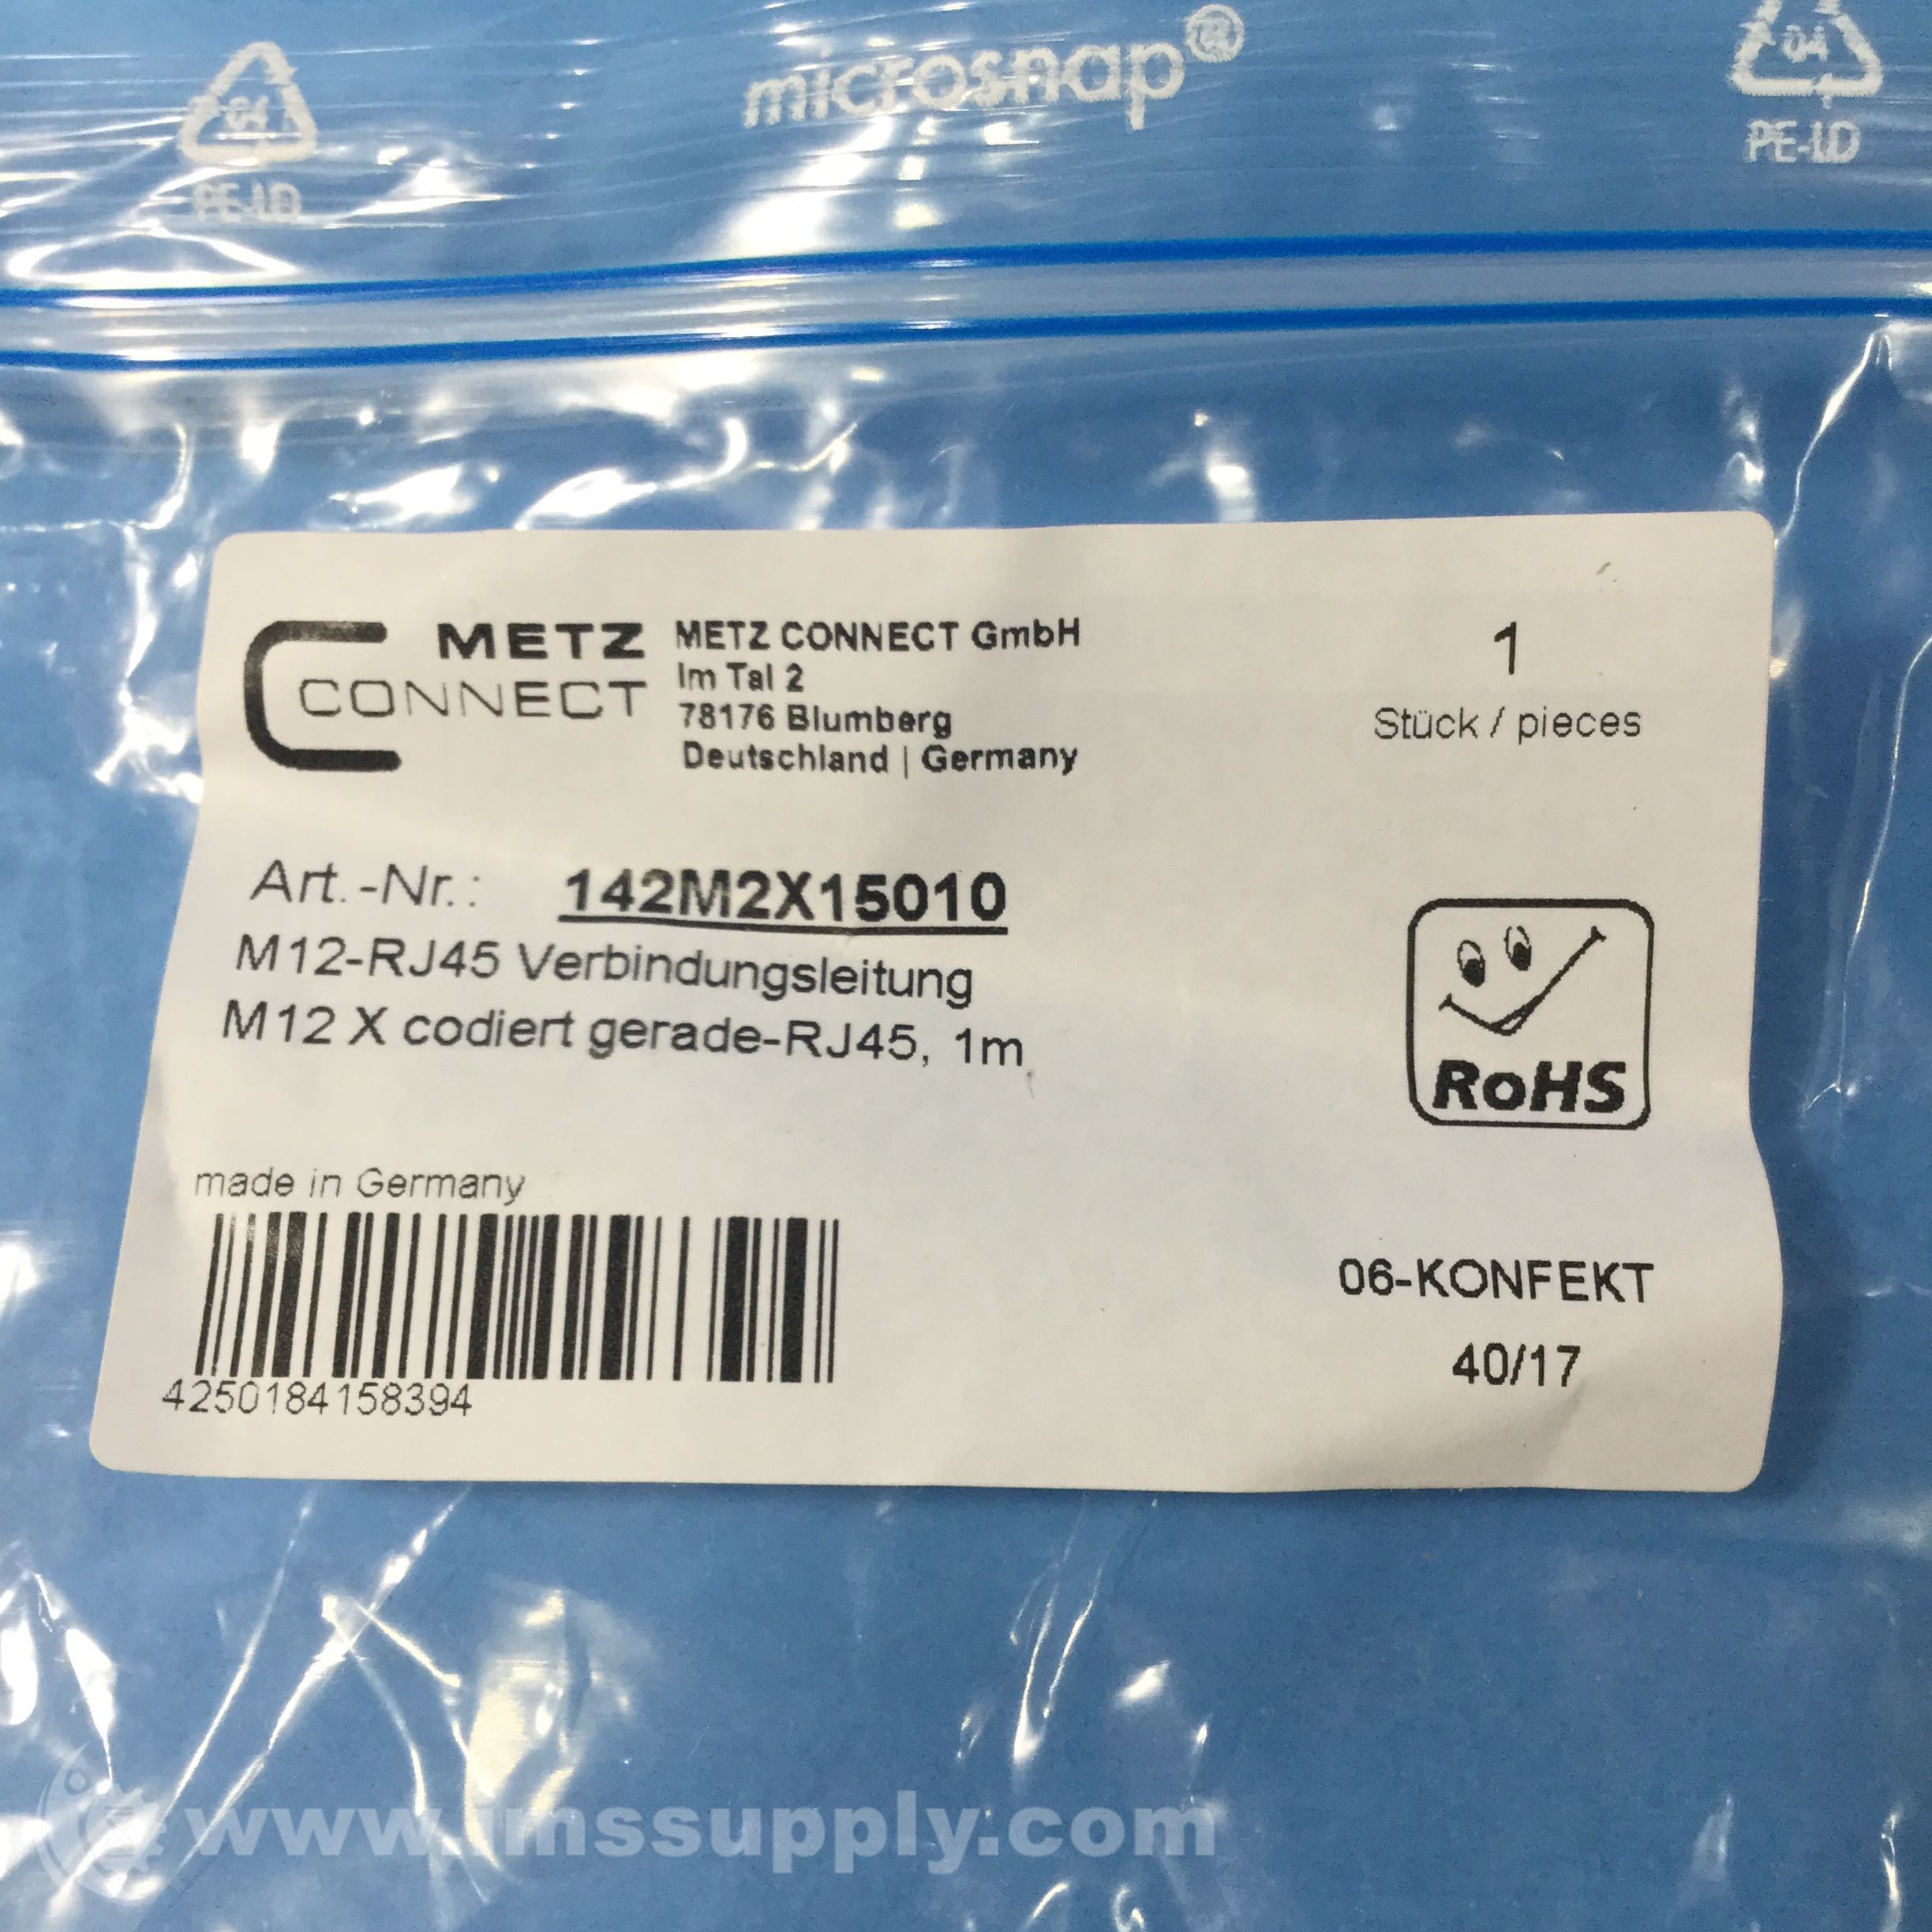 microsnap®
04
PE-LD
04
PE-LD
METZ CONNECT
METZ CONNECT GmbH
Im Tal 2
78176 Blumberg
Deutschland | Germany
1
Stück / pieces
Art.-Nr.: 142M2X15010
M12-RJ45 Verbindungsleitung
M12 X codiert gerade-RJ45, 1m
RoHS
made in Germany
4250184158394
06-KONFEKT
40/17
www.imssupply.com